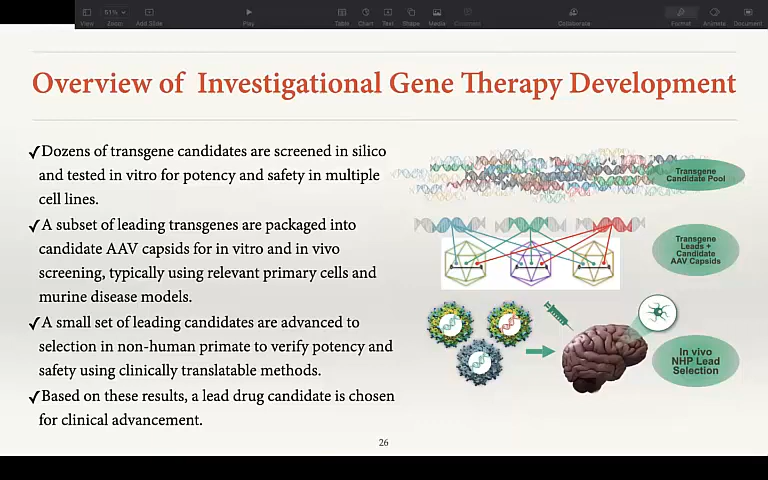 51%
View
Zoom
Add Slide
Play
Table
Chart
Text
Shape
Media
Comment
Collaborate
Format
Animate
Document
Overview of Investigational Gene Therapy Development
✓Dozens of transgene candidates are screened in silico
and tested in vitro for potency and safety in multiple
cell lines.
✓A subset of leading transgenes are packaged into
candidate AAV capsids for in vitro and in vivo
screening, typically using relevant primary cells and
murine disease models.
✓A small set of leading candidates are advanced to
selection in non-human primate to verify potency and
safety using clinically translatable methods.
✓Based on these results, a lead drug candidate is chosen
for clinical advancement.
Transgene
Candidate Pool
Transgene
Leads +
Candidate
AAV Capsids
In vivo
NHP Lead
Selection
26